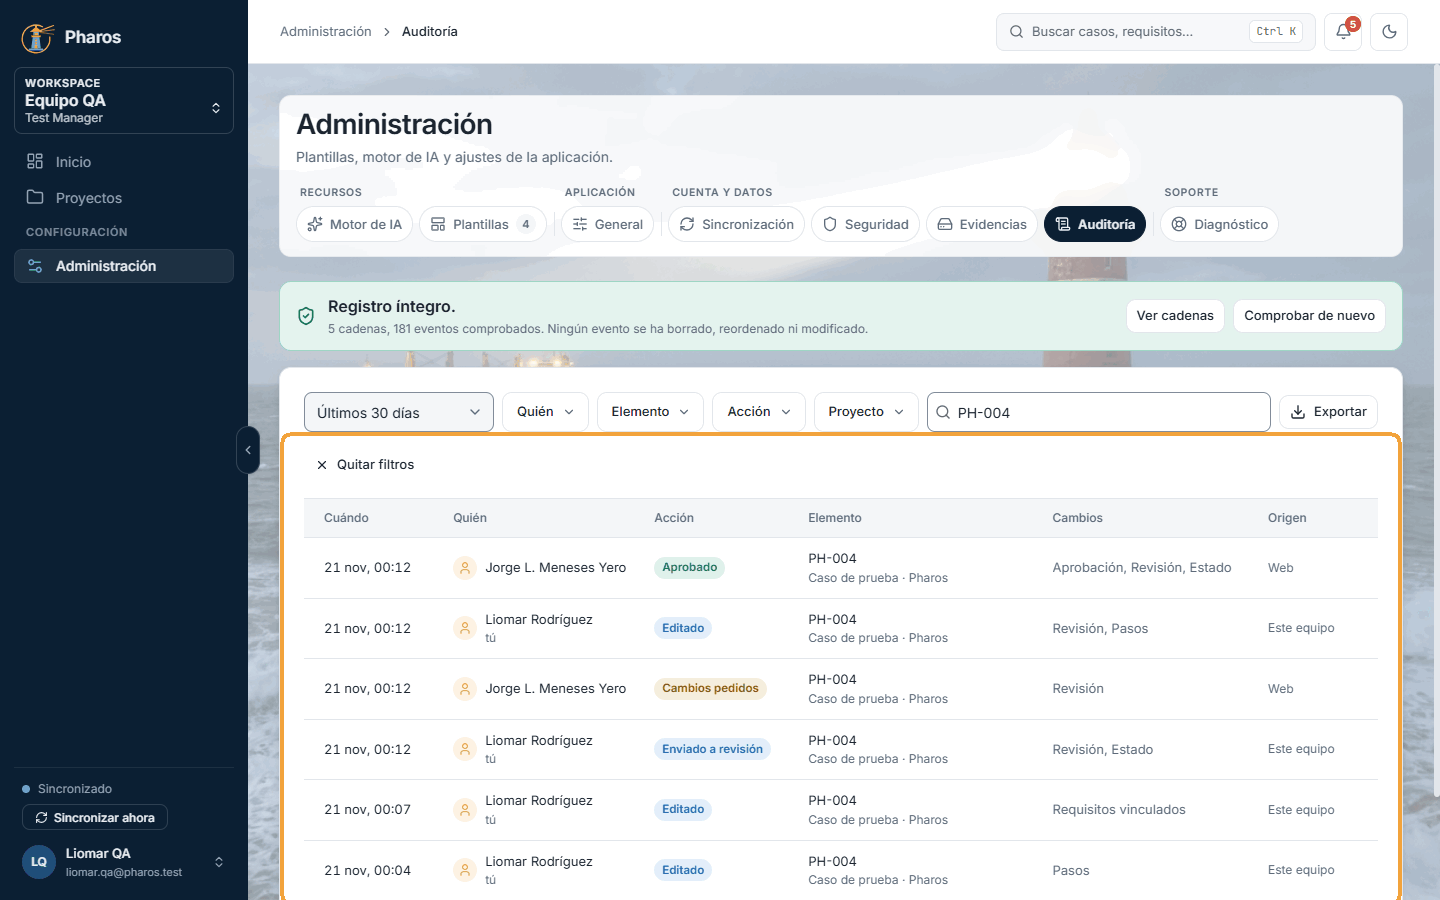 Pharos
WORKSPACE
Equipo QA
Test Manager
Inicio
Proyectos
CONFIGURACIÓN
Administración
Sincronizado
Sincronizar ahora
LQ
Liomar QA
liomar.qa@pharos.test
Administración > Auditoría
Buscar casos, requisitos... Ctrl K
5
Administración
Plantillas, motor de IA y ajustes de la aplicación.
RECURSOS APLICACIÓN CUENTA Y DATOS SOPORTE
Motor de IA Plantillas 4 General Sincronización Seguridad Evidencias Auditoría Diagnóstico
Registro íntegro.
5 cadenas, 181 eventos comprobados. Ningún evento se ha borrado, reordenado ni modificado.
Ver cadenas Comprobar de nuevo
Últimos 30 días Quién Elemento Acción Proyecto PH-004 Exportar
Quitar filtros
Cuándo Quién Acción Elemento Cambios Origen
21 nov, 00:12 Jorge L. Meneses Yero Aprobado PH-004 Aprobación, Revisión, Estado Web
Caso de prueba · Pharos
21 nov, 00:12 Liomar Rodríguez Editado PH-004 Revisión, Pasos Este equipo
tú Caso de prueba · Pharos
21 nov, 00:12 Jorge L. Meneses Yero Cambios pedidos PH-004 Revisión Web
Caso de prueba · Pharos
21 nov, 00:12 Liomar Rodríguez Enviado a revisión PH-004 Revisión, Estado Este equipo
tú Caso de prueba · Pharos
21 nov, 00:07 Liomar Rodríguez Editado PH-004 Requisitos vinculados Este equipo
tú Caso de prueba · Pharos
21 nov, 00:04 Liomar Rodríguez Editado PH-004 Pasos Este equipo
tú Caso de prueba · Pharos